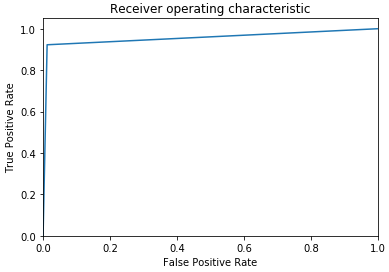 Receiver operating characteristic
True Positive Rate
1.0
0.8
0.6
0.4
0.2
0.0
0.0 0.2 0.4 0.6 0.8 1.0
False Positive Rate